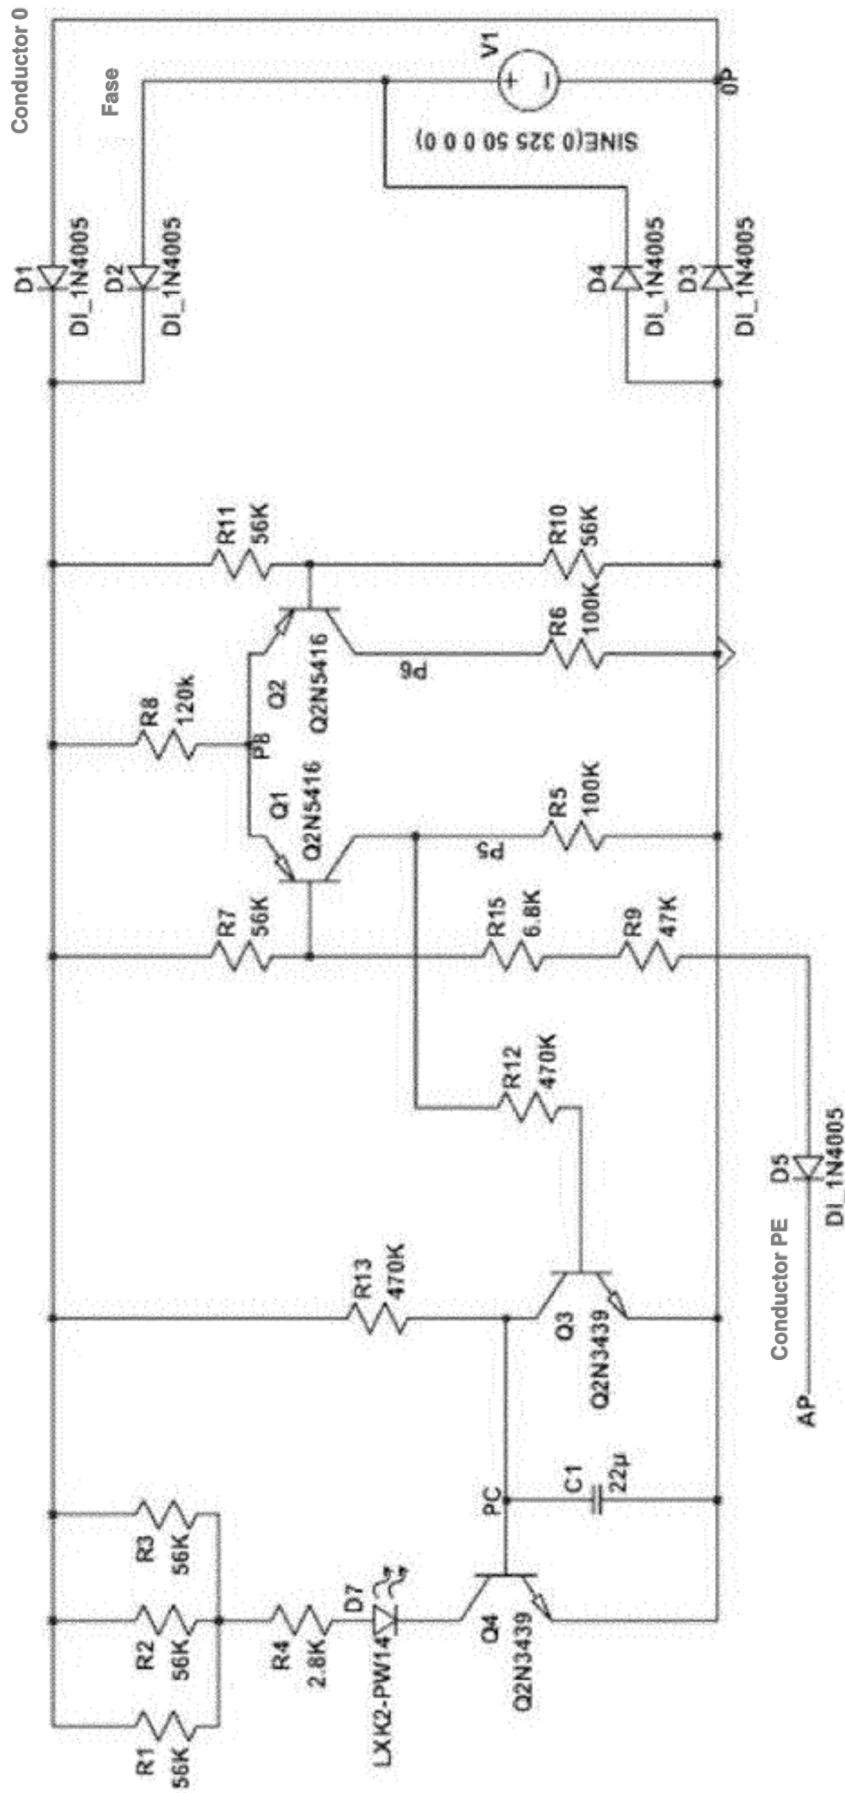 Conductor 0
Fase
V1
SINE(0 325 50 0 0 0)
0P
D1
DI_1N4005
D2
DI_1N4005
D4
DI_1N4005
D3
DI_1N4005
R11
56K
R10
56K
Q2
Q2N5416
P6
R6
100K
R8
120k
P8
Q1
Q2N5416
R5
100K
P5
R7
56K
R15
6.8K
R9
47K
R12
470K
D5
DI_1N4005
Conductor PE
AP
R13
470K
Q3
Q2N3439
PC
C1
22µ
R3
56K
R2
56K
R1
56K
R4
2.8K
D7
LXK2-PW14
Q4
Q2N3439